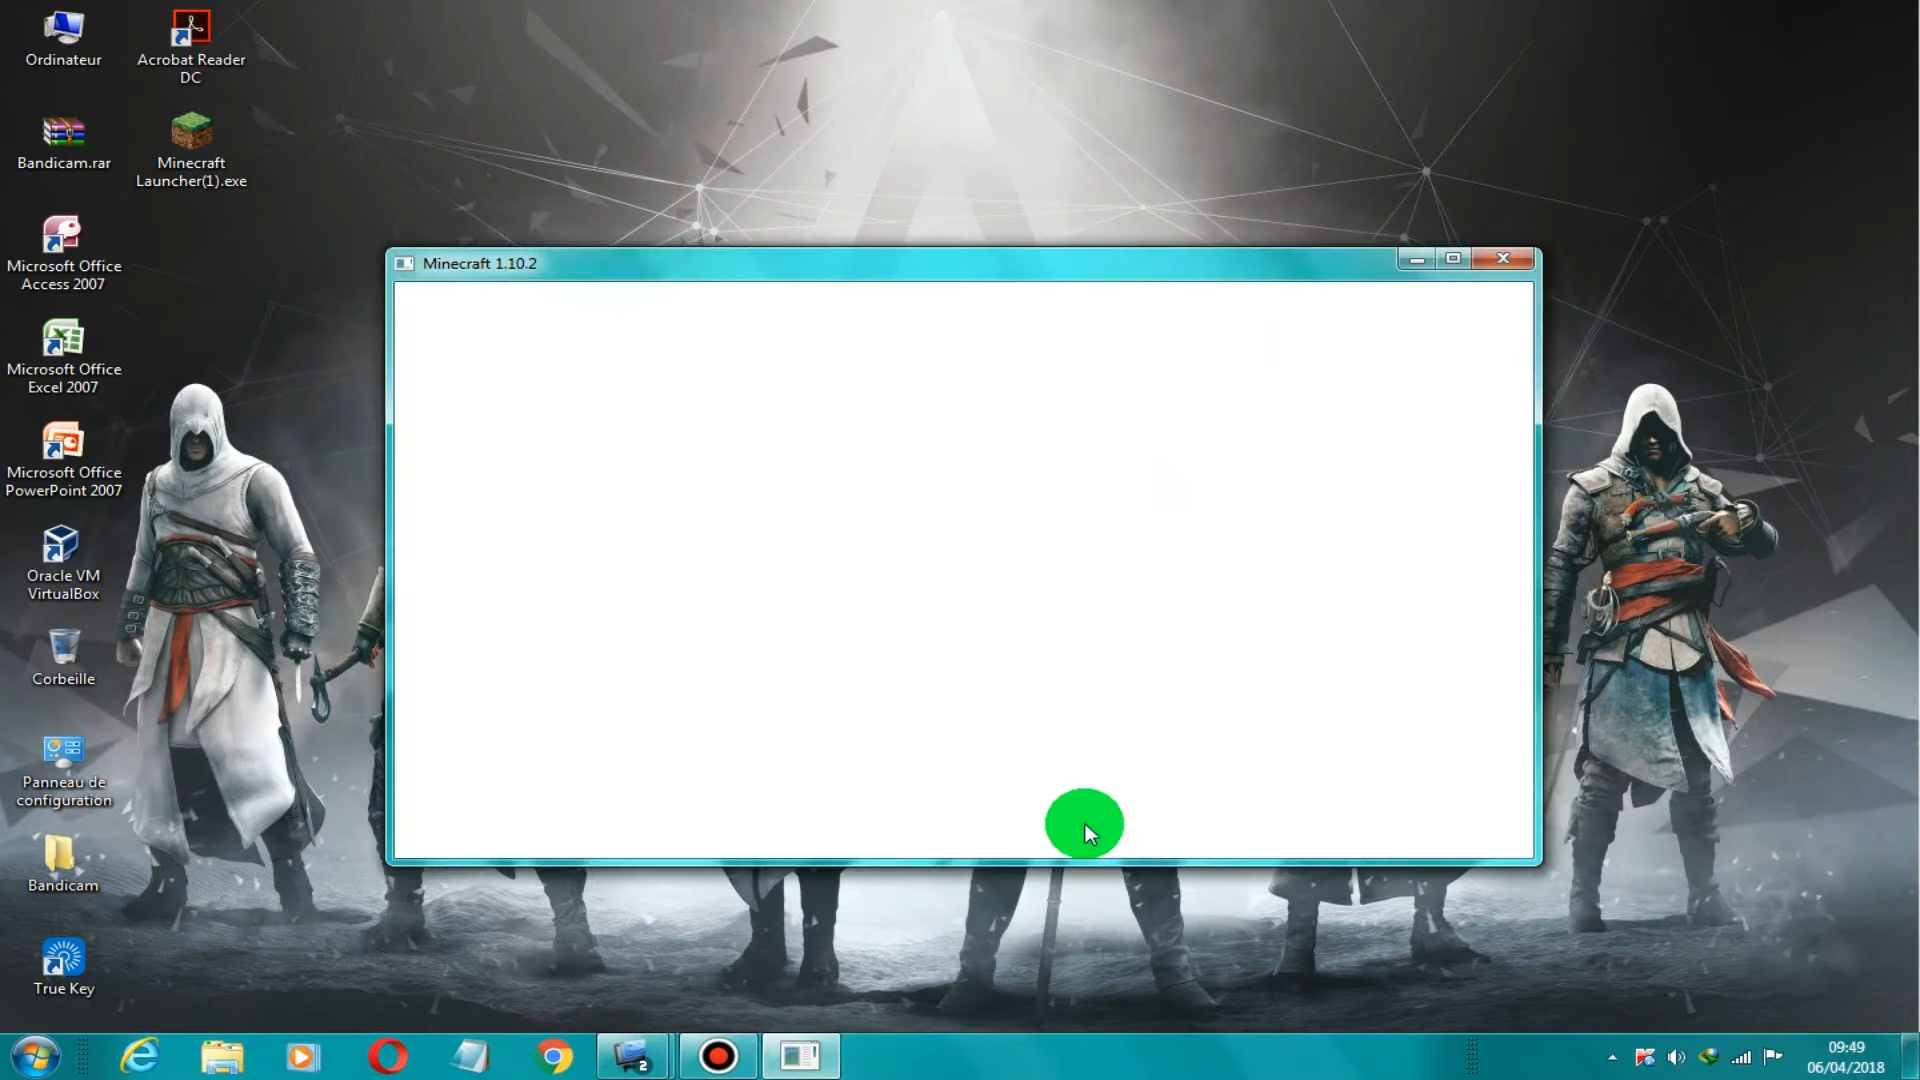 Ordinateur
Acrobat Reader
DC
Bandicam.rar
Minecraft
Launcher(1).exe
Microsoft Office
Access 2007
Minecraft 1.10.2
Microsoft Office
Excel 2007
Microsoft Office
PowerPoint 2007
Oracle VM
VirtualBox
Corbeille
Panneau de
configuration
Bandicam
True Key
2
09:49
06/04/2018